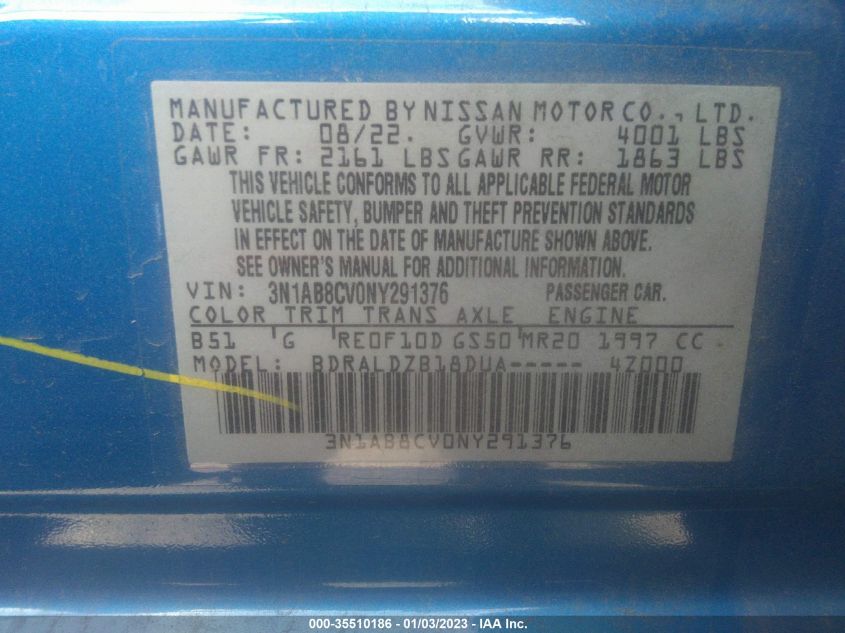 MANUFACTURED BY NISSAN MOTOR CO., LTD.
DATE: 08/22. GVWR: 4001 LBS
GAWR FR: 2161 LBS GAWR RR: 1863 LBS
THIS VEHICLE CONFORMS TO ALL APPLICABLE FEDERAL MOTOR
VEHICLE SAFETY, BUMPER AND THEFT PREVENTION STANDARDS
IN EFFECT ON THE DATE OF MANUFACTURE SHOWN ABOVE.
SEE OWNER'S MANUAL FOR ADDITIONAL INFORMATION.
VIN: 3N1AB8CV0NY291376 PASSENGER CAR.
COLOR TRIM TRANS AXLE ENGINE
B51 G RE0F10D GS50 MR20 1997 CC
MODEL: BDRALDZB18DUA----- 4Z000
3N1AB8CV0NY291376
000-35510186 - 01/03/2023 - IAA Inc.